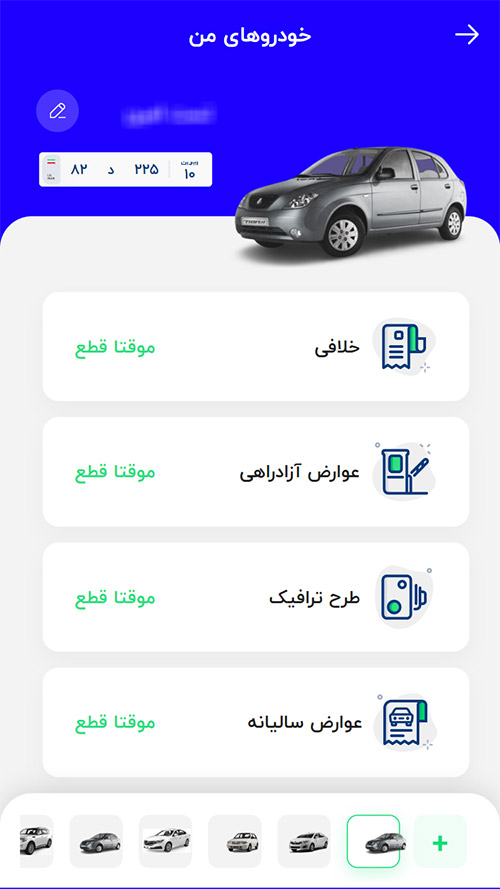 خودروهای من
۸۲ د ۲۲۵ ایران ۱۰
I.R. IRAN
خلافی
موقتا قطع
عوارض آزادراهی
موقتا قطع
طرح ترافیک
موقتا قطع
عوارض سالیانه
موقتا قطع
+